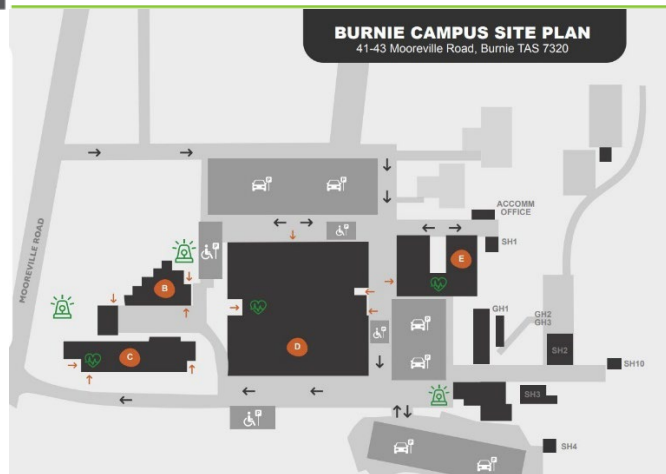 BURNIE CAMPUS SITE PLAN
41-43 Mooreville Road, Burnie TAS 7320
ACCOMM
OFFICE
SH1
E
MOOREVILLE ROAD
B
GH1
GH2
GH3
D
C
SH2
SH10
SH3
SH4